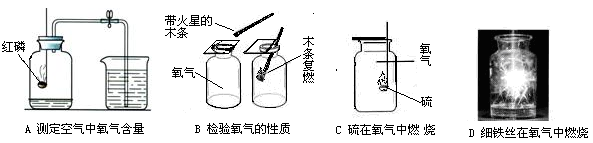 红磷
A 测定空气中氧气含量
带火星的
木条
氧气
木条复燃
B 检验氧气的性质
氧气
硫
C 硫在氧气中燃 烧
D 细铁丝在氧气中燃烧